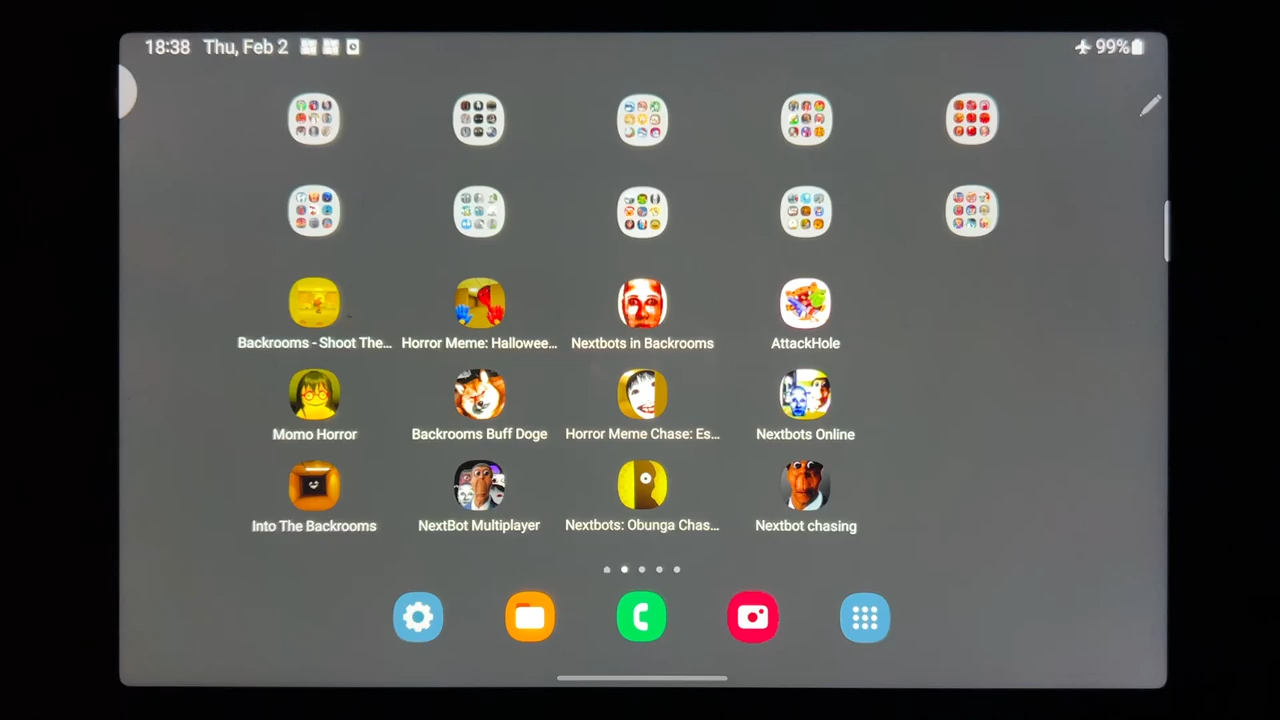 18:38 Thu, Feb 2 99%
Backrooms - Shoot The... Horror Meme: Hallowee... Nextbots in Backrooms AttackHole
Momo Horror Backrooms Buff Doge Horror Meme Chase: Es... Nextbots Online
Into The Backrooms NextBot Multiplayer Nextbots: Obunga Chas... Nextbot chasing